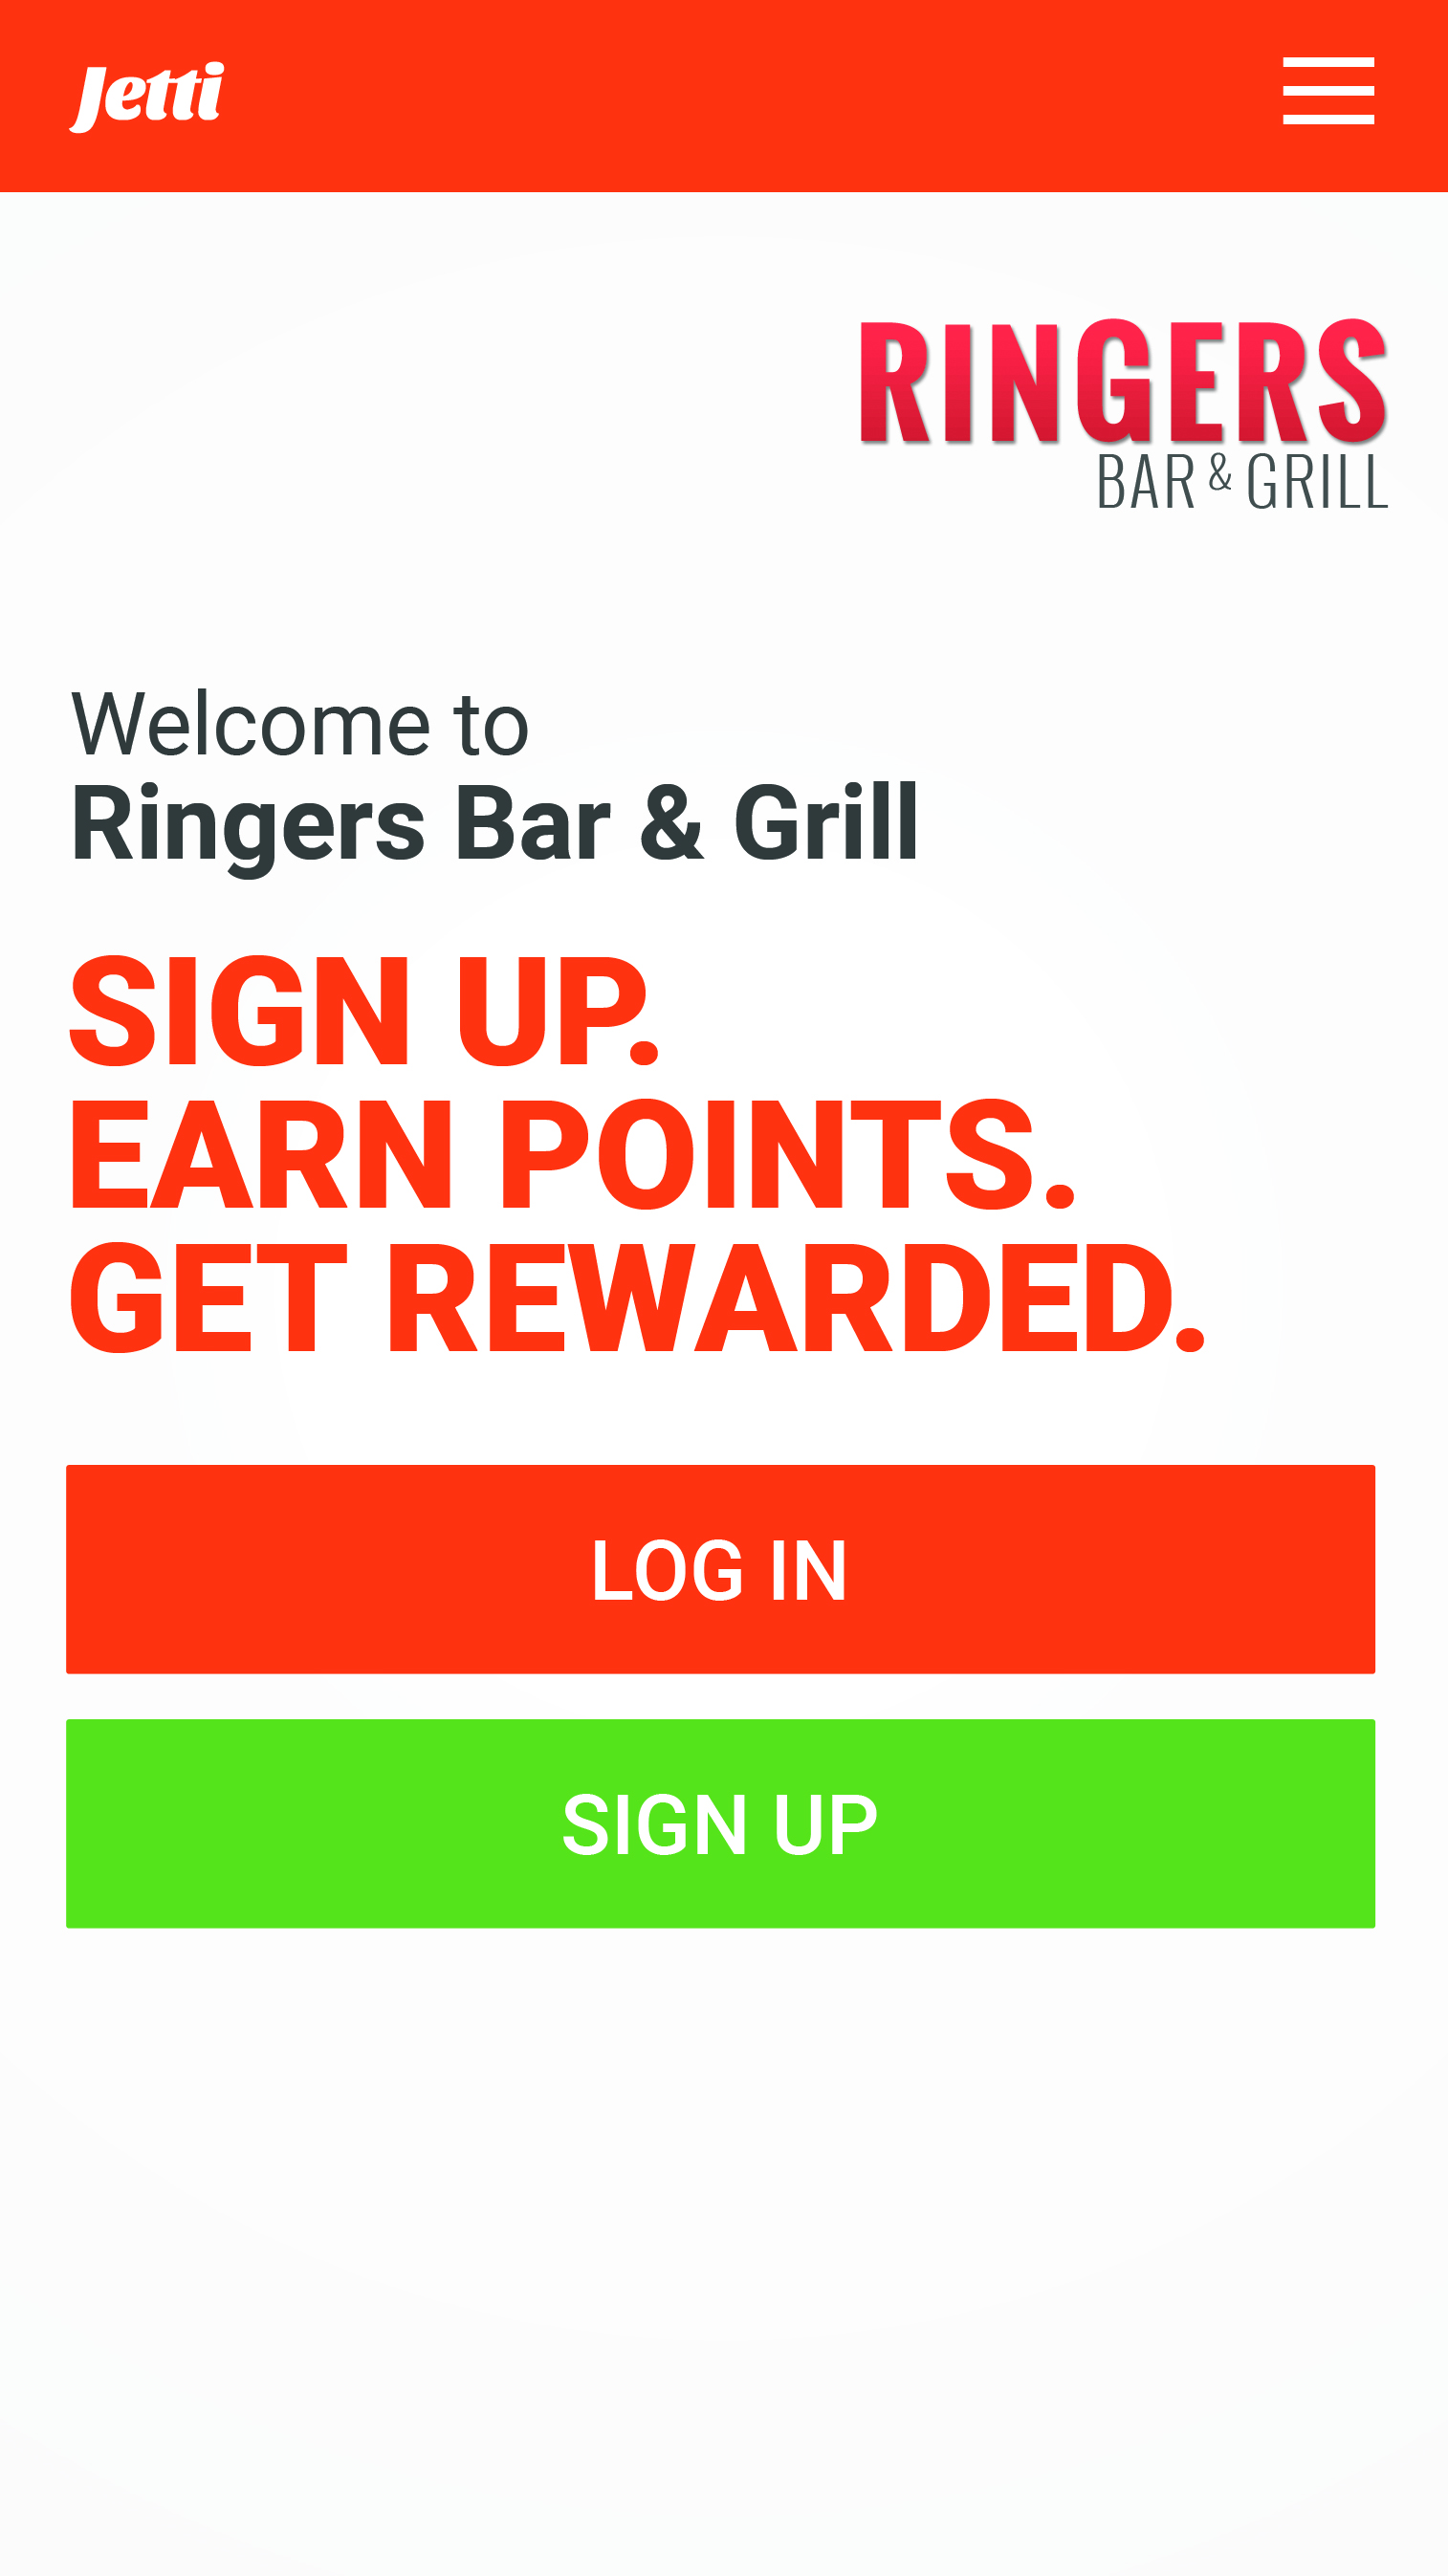 Jetti
RINGERS
BAR & GRILL
Welcome to
Ringers Bar & Grill
SIGN UP.
EARN POINTS.
GET REWARDED.
LOG IN
SIGN UP